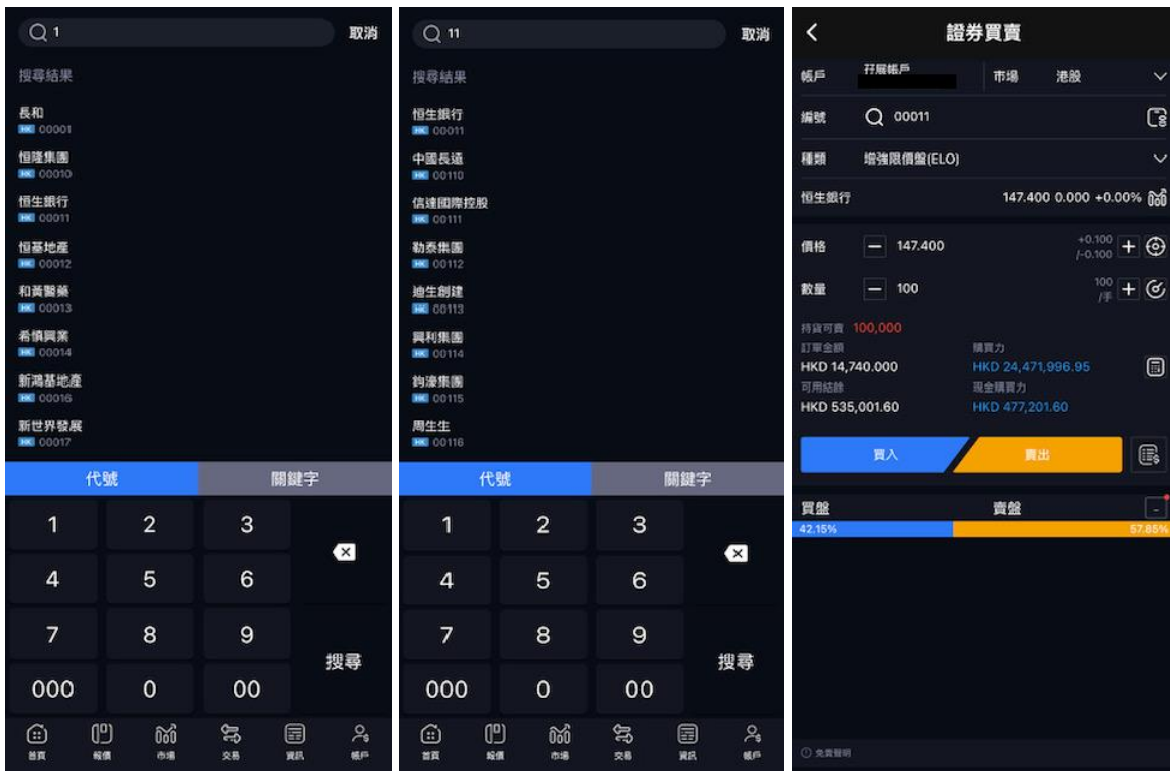 1 取消
搜尋結果
長和
HK 00001
恒隆集團
HK 00010
恒生銀行
HK 00011
恒基地產
HK 00012
和黃醫藥
HK 00013
希慎興業
HK 00014
新鴻基地產
HK 00016
新世界發展
HK 00017
代號 關鍵字
1 2 3
4 5 6
7 8 9
搜尋
000 0 00
首頁 報價 市場 交易 資訊 帳戶
11 取消
搜尋結果
恒生銀行
HK 00011
中國長遠
HK 00110
信達國際控股
HK 00111
勒泰集團
HK 00112
迪生創建
HK 00113
興利集團
HK 00114
鈞濠集團
HK 00115
周生生
HK 00116
代號 關鍵字
1 2 3
4 5 6
7 8 9
搜尋
000 0 00
首頁 報價 市場 交易 資訊 帳戶
證券買賣
帳戶 孖展帳戶 市場 港股
編號 00011
種類 增強限價盤(ELO)
恒生銀行 147.400 0.000 +0.00%
價格 147.400 +0.100
/-0.100
數量 100 100
/手
持貨可賣 100,000
訂單金額 購買力
HKD 14,740.000 HKD 24,471,996.95
可用結餘 現金購買力
HKD 535,001.60 HKD 477,201.60
買入 賣出
買盤 賣盤
42.15% 57.85%
免責聲明